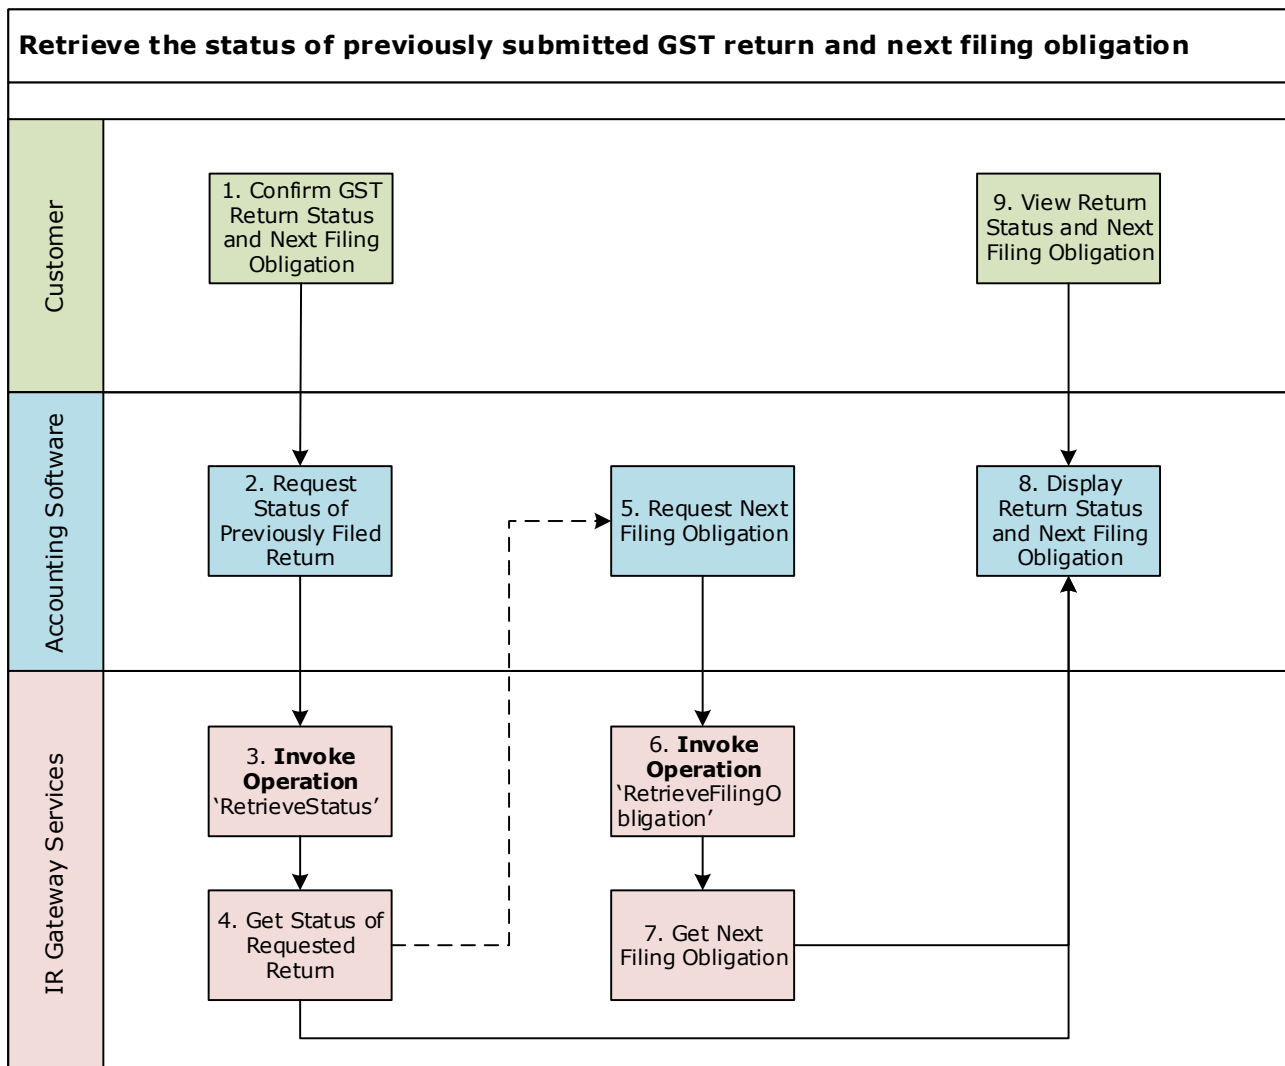 Retrieve the status of previously submitted GST return and next filing obligation
Customer
1. Confirm GST
Return Status
and Next Filing
Obligation
9. View Return
Status and Next
Filing Obligation
Accounting Software
2. Request
Status of
Previously Filed
Return
5. Request Next
Filing Obligation
8. Display
Return Status
and Next Filing
Obligation
IR Gateway Services
3. Invoke
Operation
‘RetrieveStatus’
6. Invoke
Operation
‘RetrieveFilingO
bligation’
4. Get Status of
Requested
Return
7. Get Next
Filing Obligation